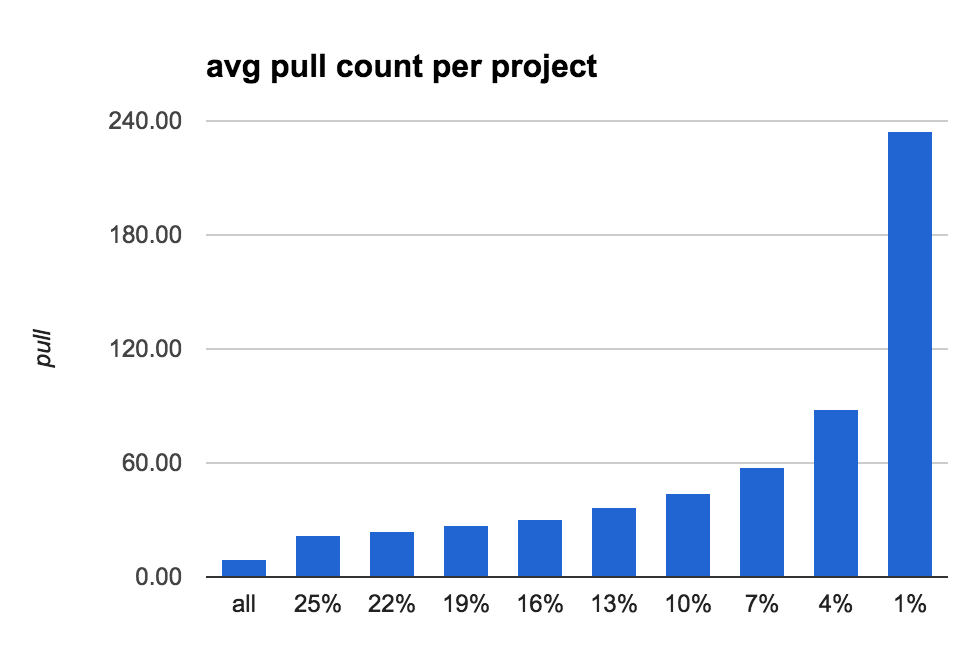 avg pull count per project
240.00
180.00
120.00
60.00
0.00
pull
all 25% 22% 19% 16% 13% 10% 7% 4% 1%